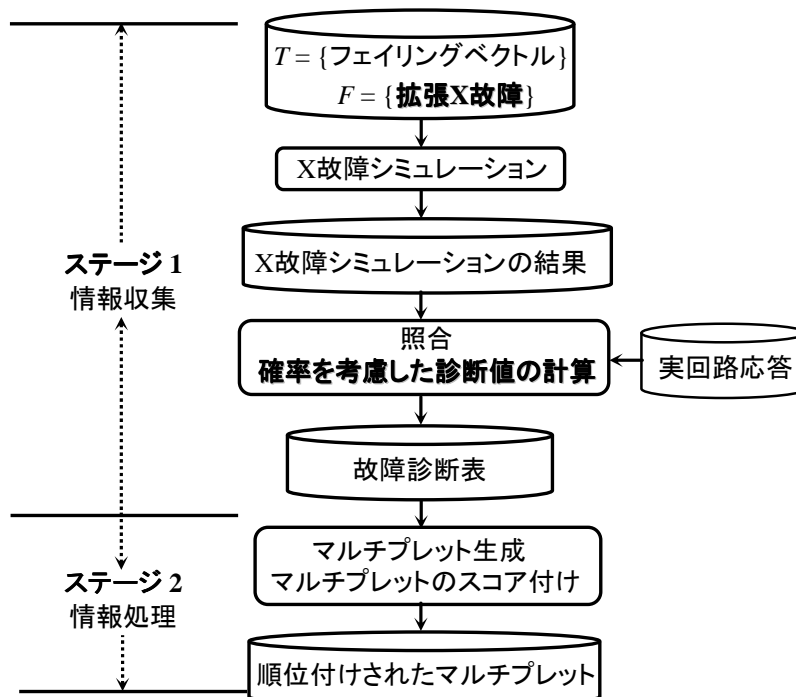 T = {フェイリングベクトル}
F = {拡張X故障}
X故障シミュレーション
X故障シミュレーションの結果
ステージ 1
情報収集
照合
確率を考慮した診断値の計算
実回路応答
故障診断表
マルチプレット生成
マルチプレットのスコア付け
ステージ 2
情報処理
順位付けされたマルチプレット